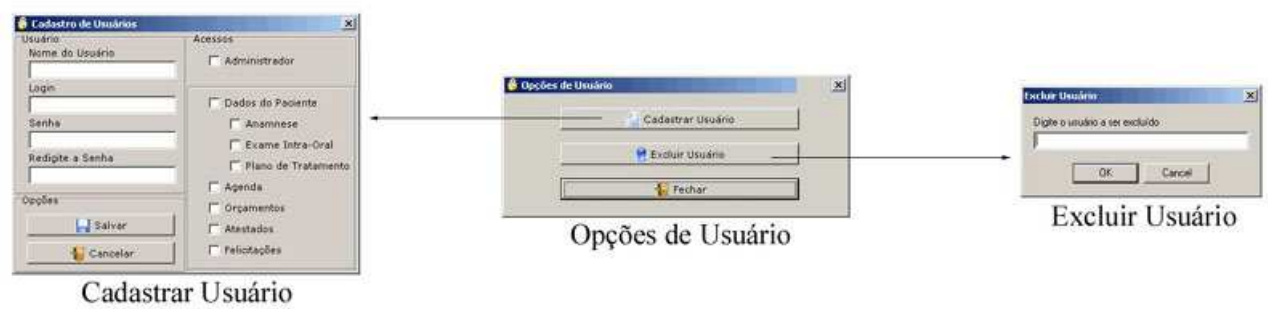 Cadastro de Usuários
Usuário
Nome do Usuário
Login
Senha
Redigite a Senha
Opções
Salvar
Cancelar
Acessos
Administrador
Dados do Paciente
Anamnese
Exame Intra-Oral
Plano de Tratamento
Agenda
Orçamentos
Atestados
Felicitações
Cadastrar Usuário
Opções de Usuário
Cadastrar Usuário
Excluir Usuário
Fechar
Opções de Usuário
Excluir Usuário
Digite o usuário a ser excluído
OK
Cancel
Excluir Usuário